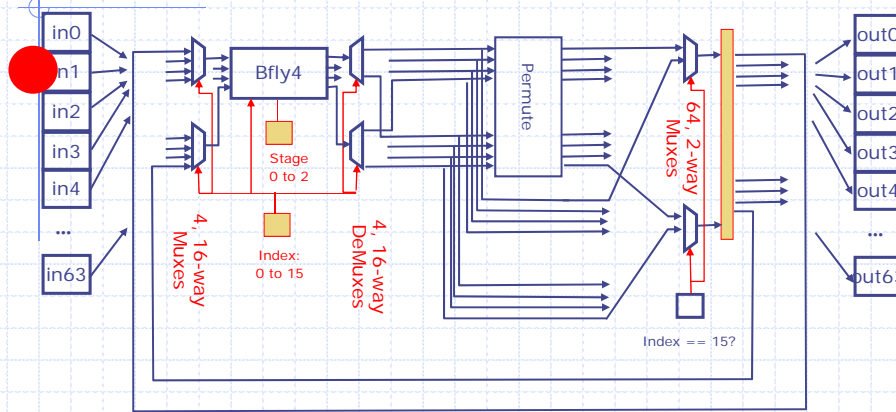 in0
n1
in2
in3
in4
...
in63
Bfly4
Stage
0 to 2
Index:
0 to 15
4, 16-way
Muxes
4, 16-way
DeMuxes
Permute
64, 2-way
Muxes
Index == 15?
out0
out1
out2
out3
out4
...
out63